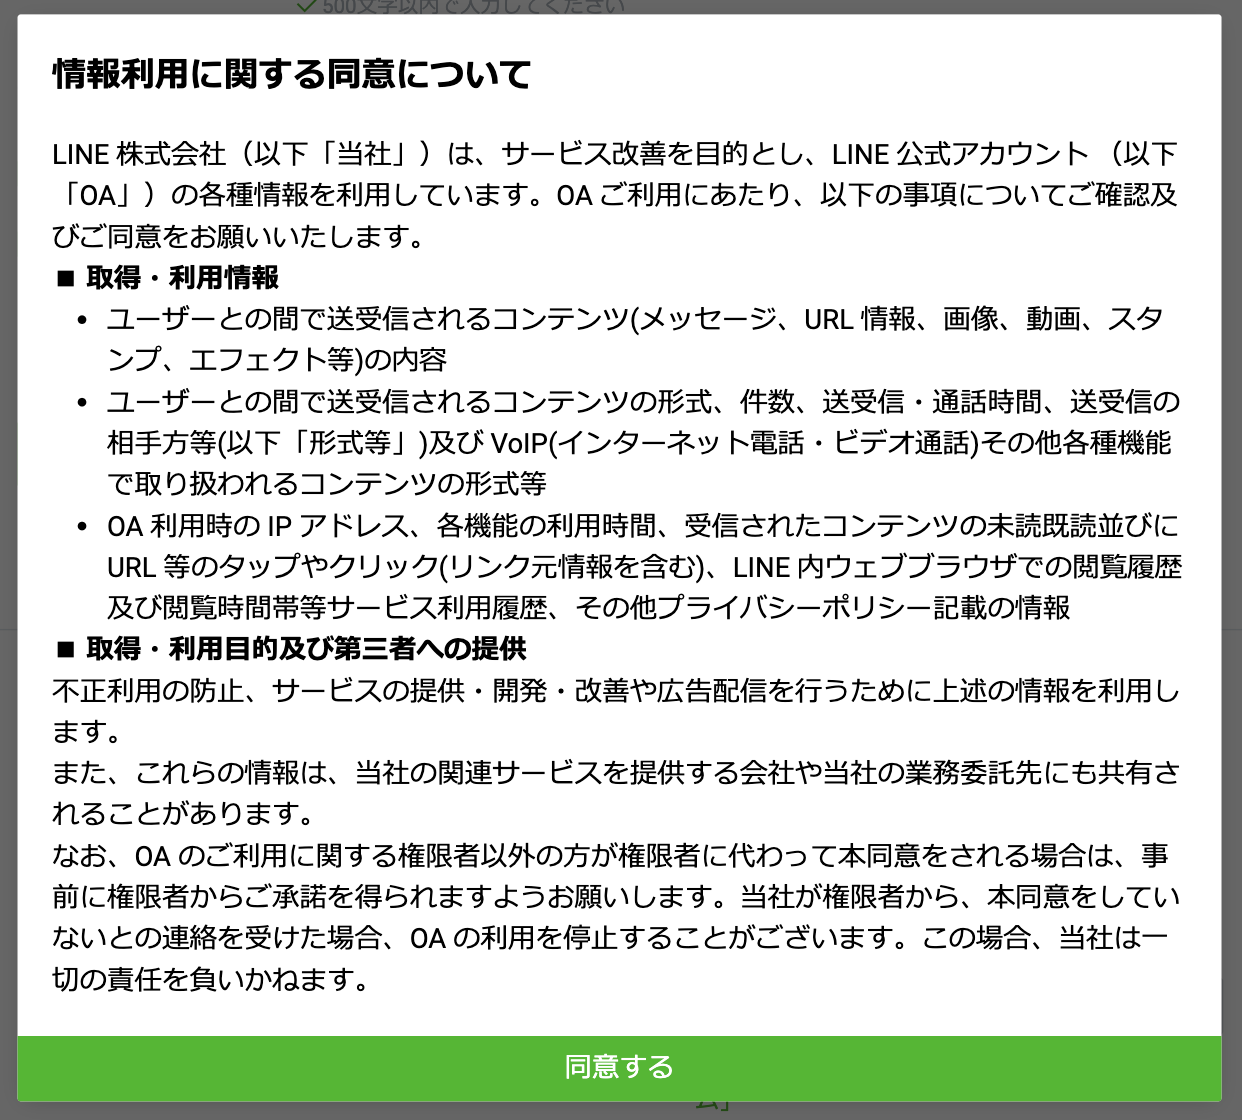 500文字以内で入力してください
情報利用に関する同意について
LINE 株式会社（以下「当社」）は、サービス改善を目的とし、LINE 公式アカウント （以下
「OA」）の各種情報を利用しています。OA ご利用にあたり、以下の事項についてご確認及
びご同意をお願いいたします。
■ 取得・利用情報
• ユーザーとの間で送受信されるコンテンツ(メッセージ、URL 情報、画像、動画、スタ
ンプ、エフェクト等)の内容
• ユーザーとの間で送受信されるコンテンツの形式、件数、送受信・通話時間、送受信の
相手方等(以下「形式等」)及び VoIP(インターネット電話・ビデオ通話)その他各種機能
で取り扱われるコンテンツの形式等
• OA 利用時の IP アドレス、各機能の利用時間、受信されたコンテンツの未読既読並びに
URL 等のタップやクリック(リンク元情報を含む)、LINE 内ウェブブラウザでの閲覧履歴
及び閲覧時間帯等サービス利用履歴、その他プライバシーポリシー記載の情報
■ 取得・利用目的及び第三者への提供
不正利用の防止、サービスの提供・開発・改善や広告配信を行うために上述の情報を利用し
ます。
また、これらの情報は、当社の関連サービスを提供する会社や当社の業務委託先にも共有さ
れることがあります。
なお、OA のご利用に関する権限者以外の方が権限者に代わって本同意をされる場合は、事
前に権限者からご承諾を得られますようお願いします。当社が権限者から、本同意をしてい
ないとの連絡を受けた場合、OA の利用を停止することがございます。この場合、当社は一
切の責任を負いかねます。
同意する